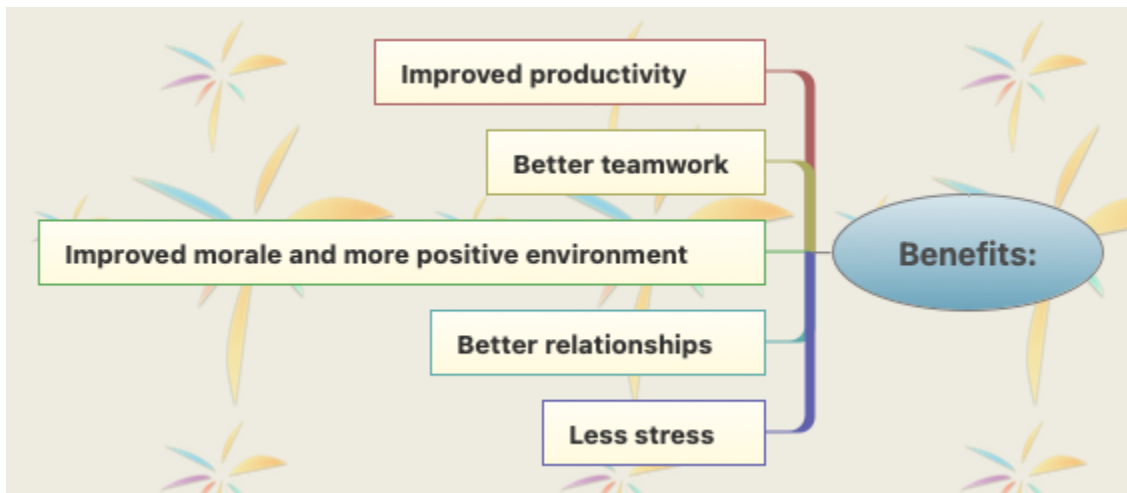 Improved productivity
Better teamwork
Improved morale and more positive environment
Benefits:
Better relationships
Less stress